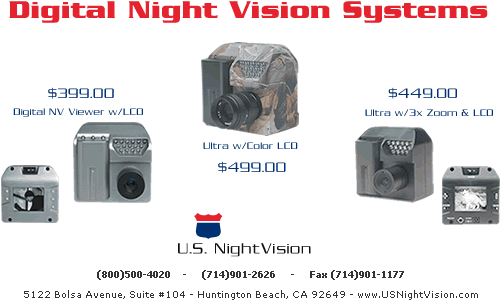 Digital Night Vision Systems
$399.00
Digital NV Viewer w/LCD
Ultra w/Color LCD
$499.00
$449.00
Ultra w/3x Zoom & LCD
U.S. NightVision
(800)500-4020 - (714)901-2626 - Fax (714)901-1177
5122 Bolsa Avenue, Suite #104 - Huntington Beach, CA 92649 - www.USNightVision.com